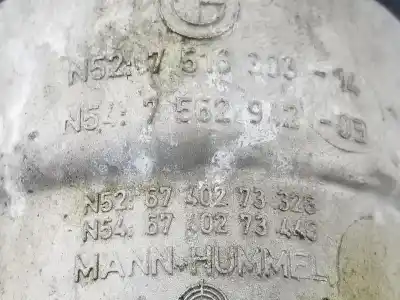 G
N52: 7 516 303 -14
N54: 7 562 942 -09
N52: 67 402 73 326
N54: 67 402 73 446
MANN+HUMMEL